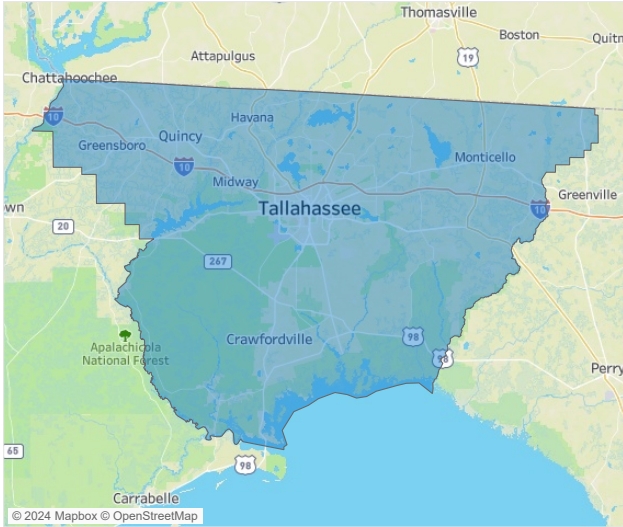 Thomasville
Boston
Quitm
Attapulgus
19
Chattahoochee
10
Havana
Quincy
Greensboro
10
Monticello
Midway
Greenville
Tallahassee
10
own
20
267
Crawfordville
98
Apalachicola
National Forest
98
Perry
65
98
Carrabelle
© 2024 Mapbox © OpenStreetMap